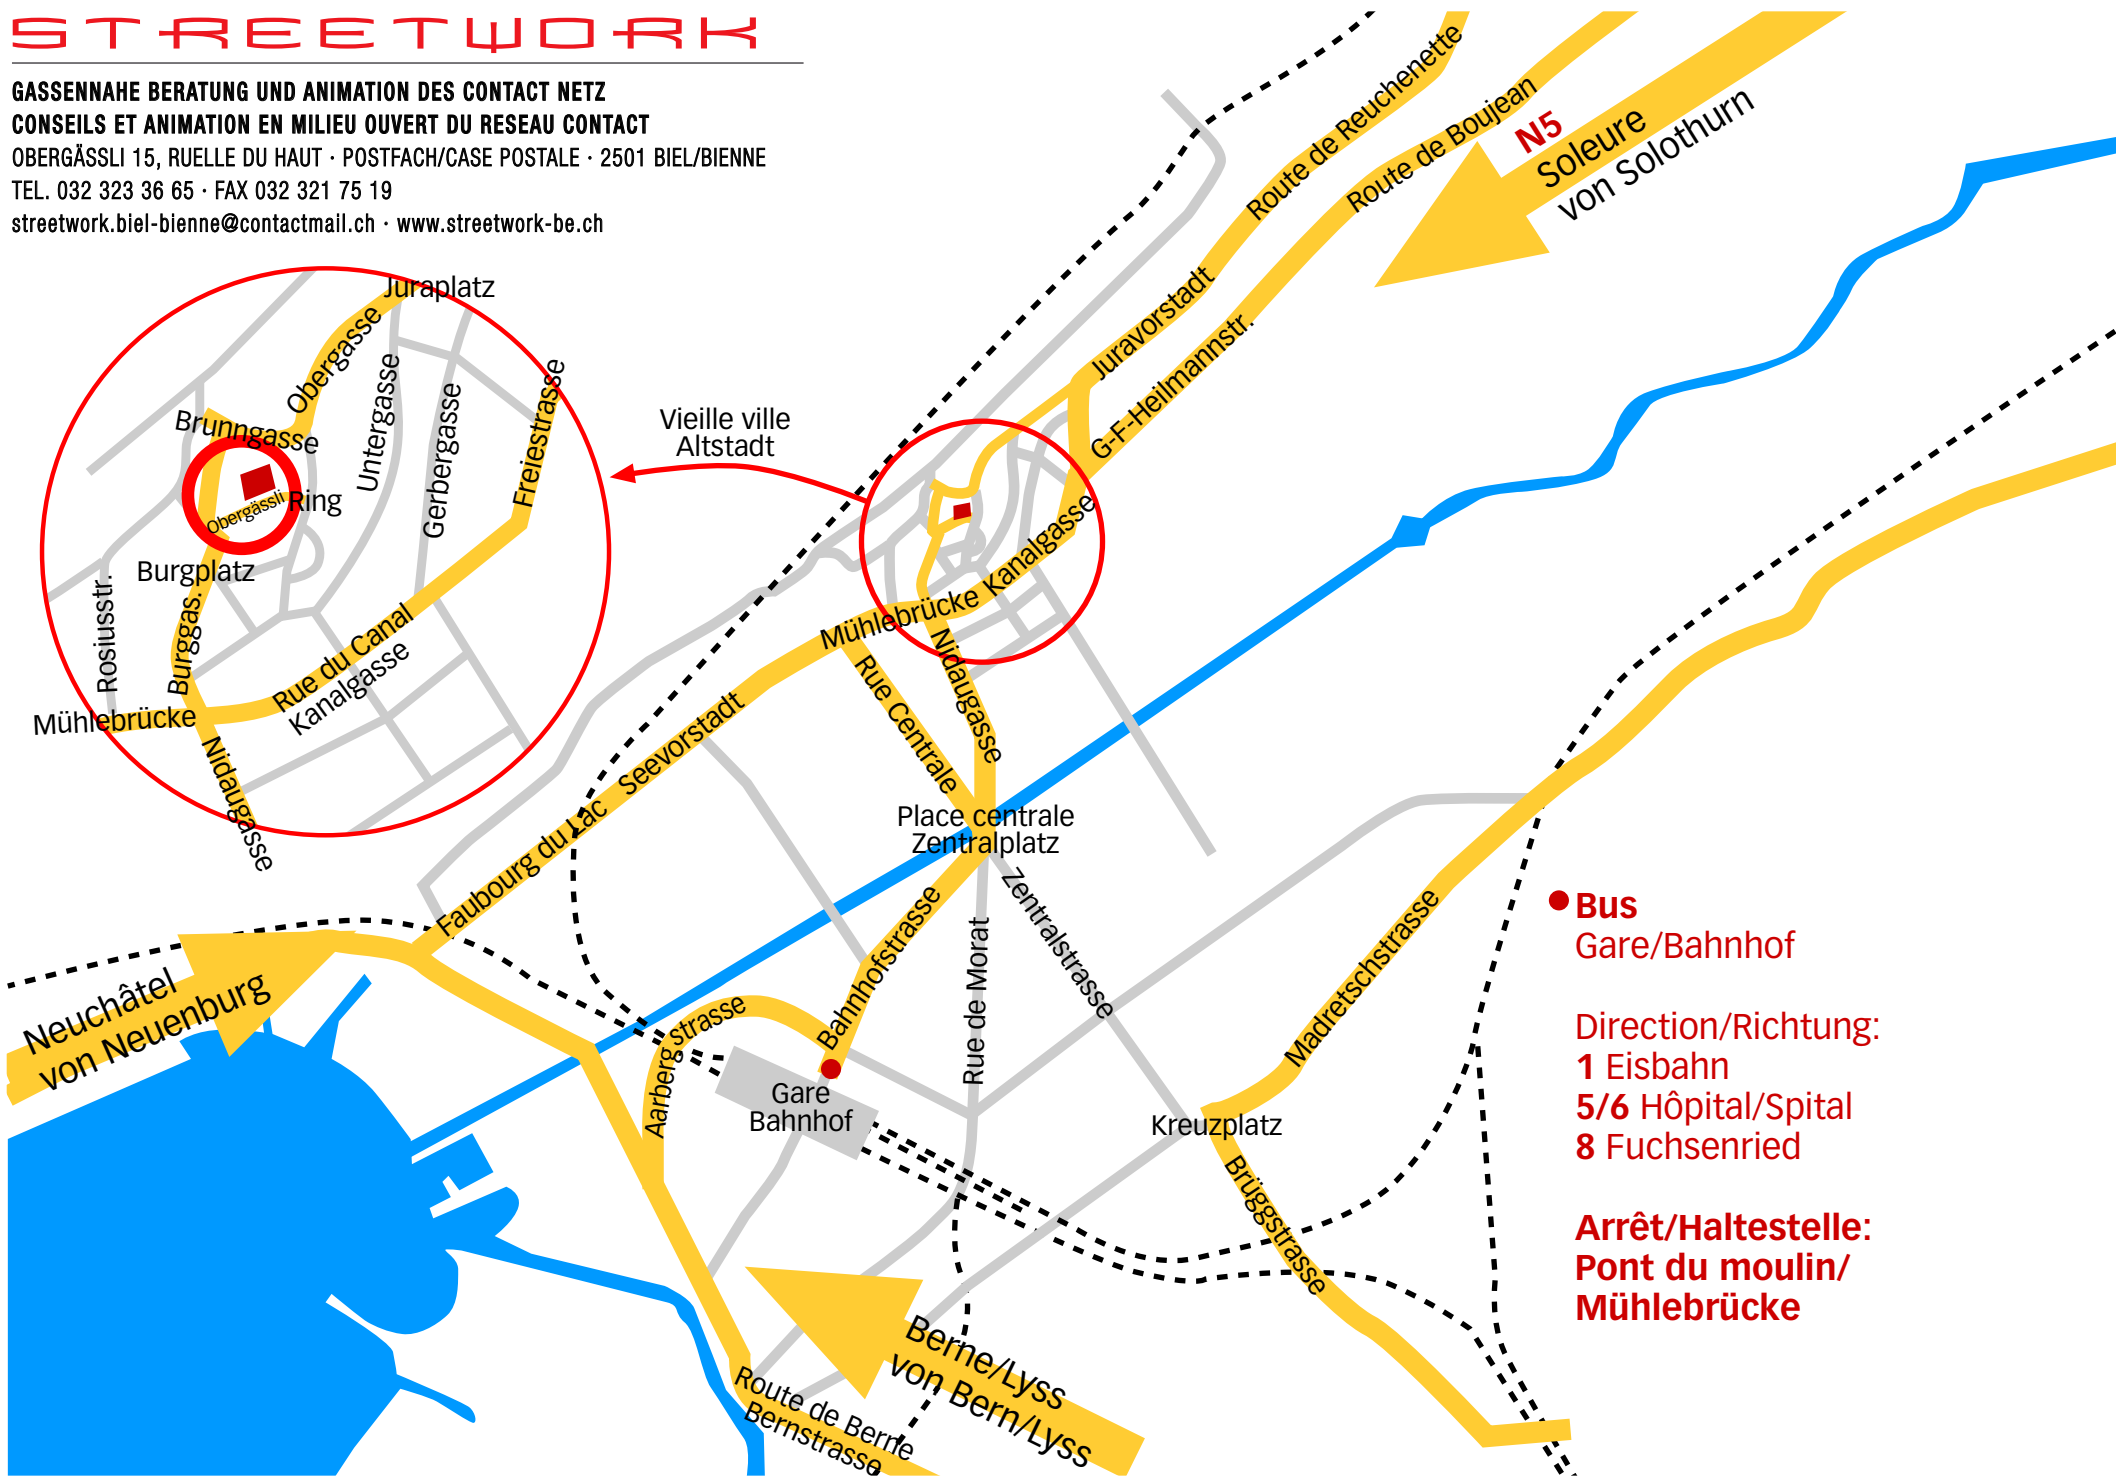 STREETWORK
GASSENNAHE BERATUNG UND ANIMATION DES CONTACT NETZ
CONSEILS ET ANIMATION EN MILIEU OUVERT DU RESEAU CONTACT
OBERGÄSSLI 15, RUELLE DU HAUT · POSTFACH/CASE POSTALE · 2501 BIEL/BIENNE
TEL. 032 323 36 65 · FAX 032 321 75 19
streetwork.biel-bienne@contactmail.ch · www.streetwork-be.ch
Juraplatz
Obergasse
Untergasse
Gerbergasse
Freiestrasse
Brunngasse
Obergässli
Ring
Burgplatz
Rosiusstr.
Burggas.
Rue du Canal
Kanalgasse
Mühlebrücke
Nidaugasse
Vieille ville
Altstadt
Route de Reuchenette
Route de Boujean
N5
Soleure
von Solothurn
Juravorstadt
G-F-Heilmannstr.
Kanalgasse
Mühlebrücke
Nidaugasse
Rue Centrale
Seevorstadt
Faubourg du Lac
Place centrale
Zentralplatz
Zentralstrasse
Rue de Morat
Bahnhofstrasse
Aarbergstrasse
Gare
Bahnhof
Neuchâtel
von Neuenburg
Madretschstrasse
Kreuzplatz
Brüggstrasse
Berne/Lyss
von Bern/Lyss
Route de Berne
Bernstrasse
Bus
Gare/Bahnhof
Direction/Richtung:
1 Eisbahn
5/6 Hôpital/Spital
8 Fuchsenried
Arrêt/Haltestelle:
Pont du moulin/
Mühlebrücke